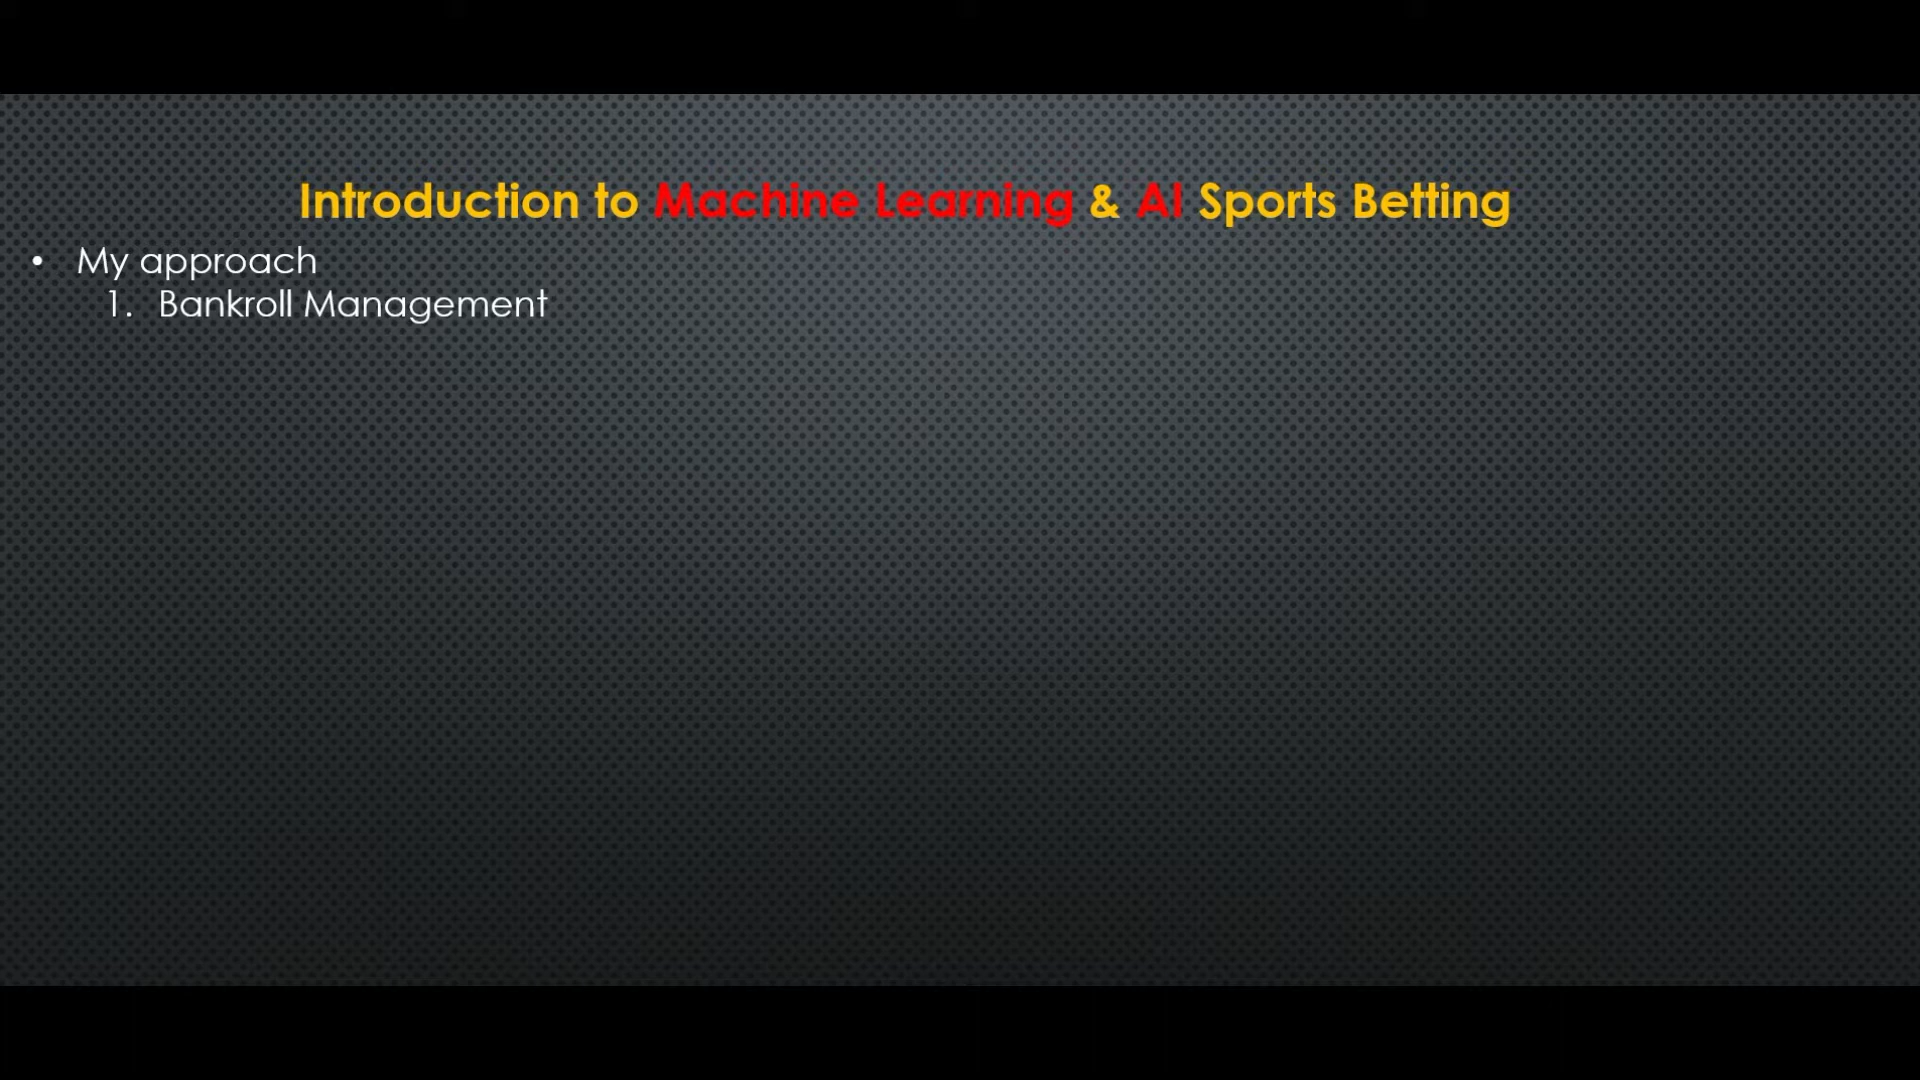 Introduction to Machine Learning & AI Sports Betting
• My approach
1. Bankroll Management